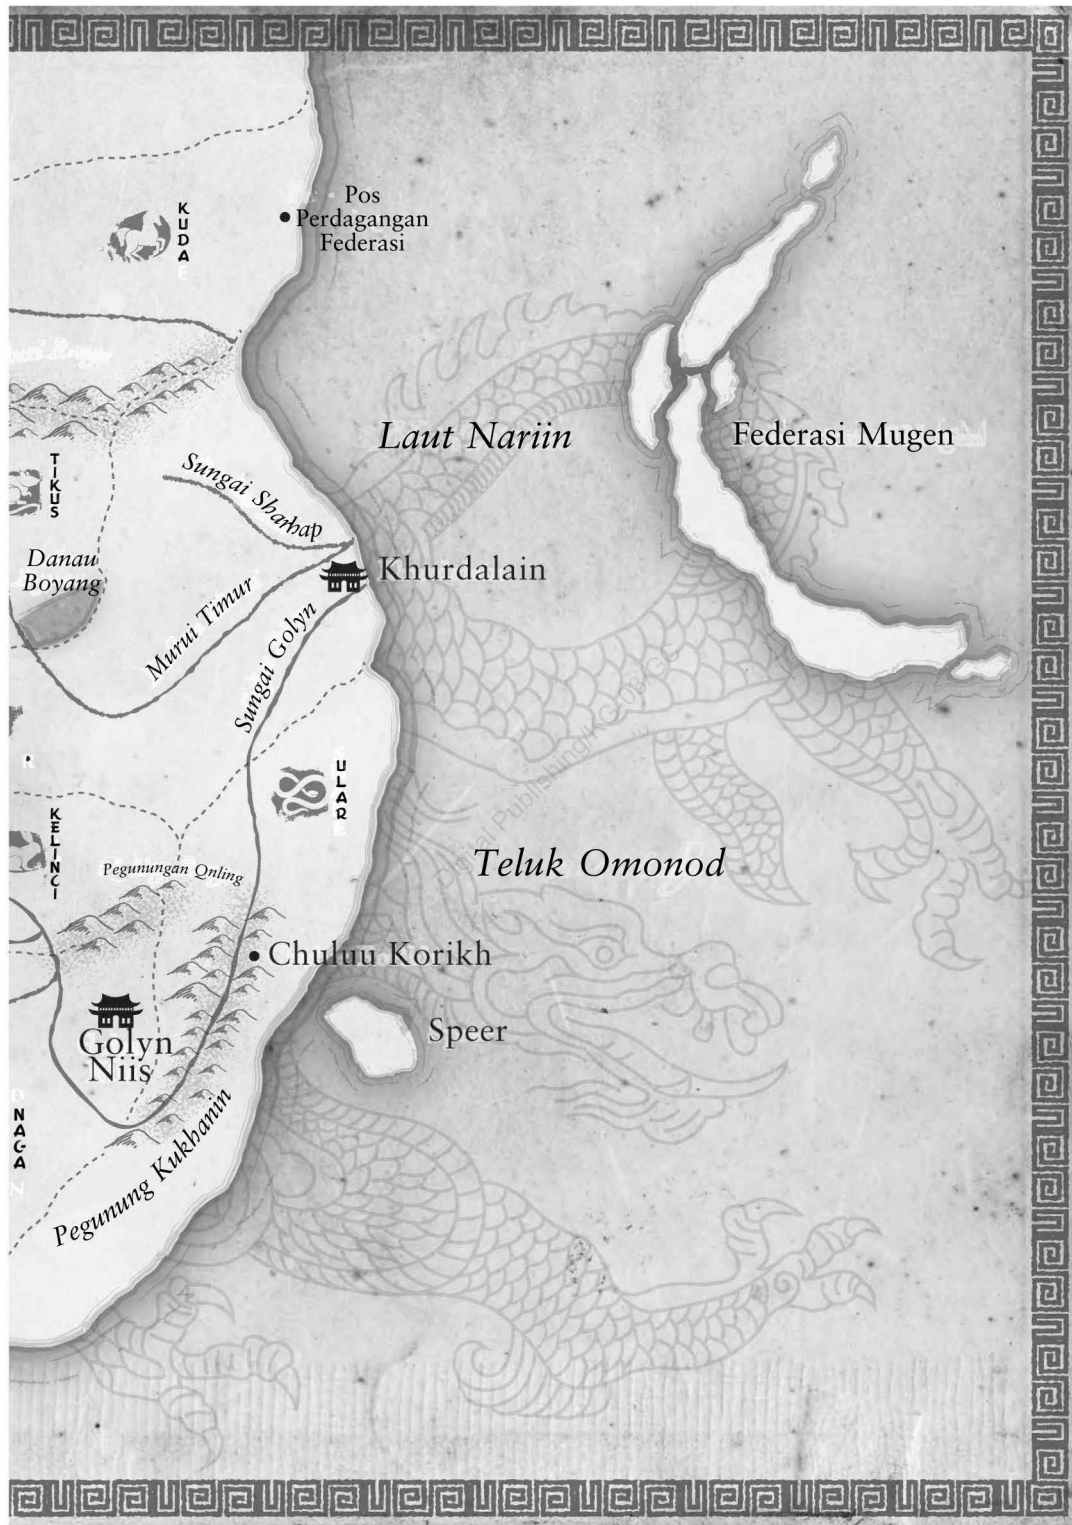 Pos
Perdagangan
Federasi
KUDA
Laut Nariin
Federasi Mugen
TIKUS
Sungai Sharhap
Danau
Boyang
Khurdalain
Murui Timur
Sungai Golyn
ULAR
KELINCI
Pegunungan Qnling
Teluk Omonod
Chuluu Korikh
Golyn
Niis
Speer
NAGA
Pegunung Kukhanin